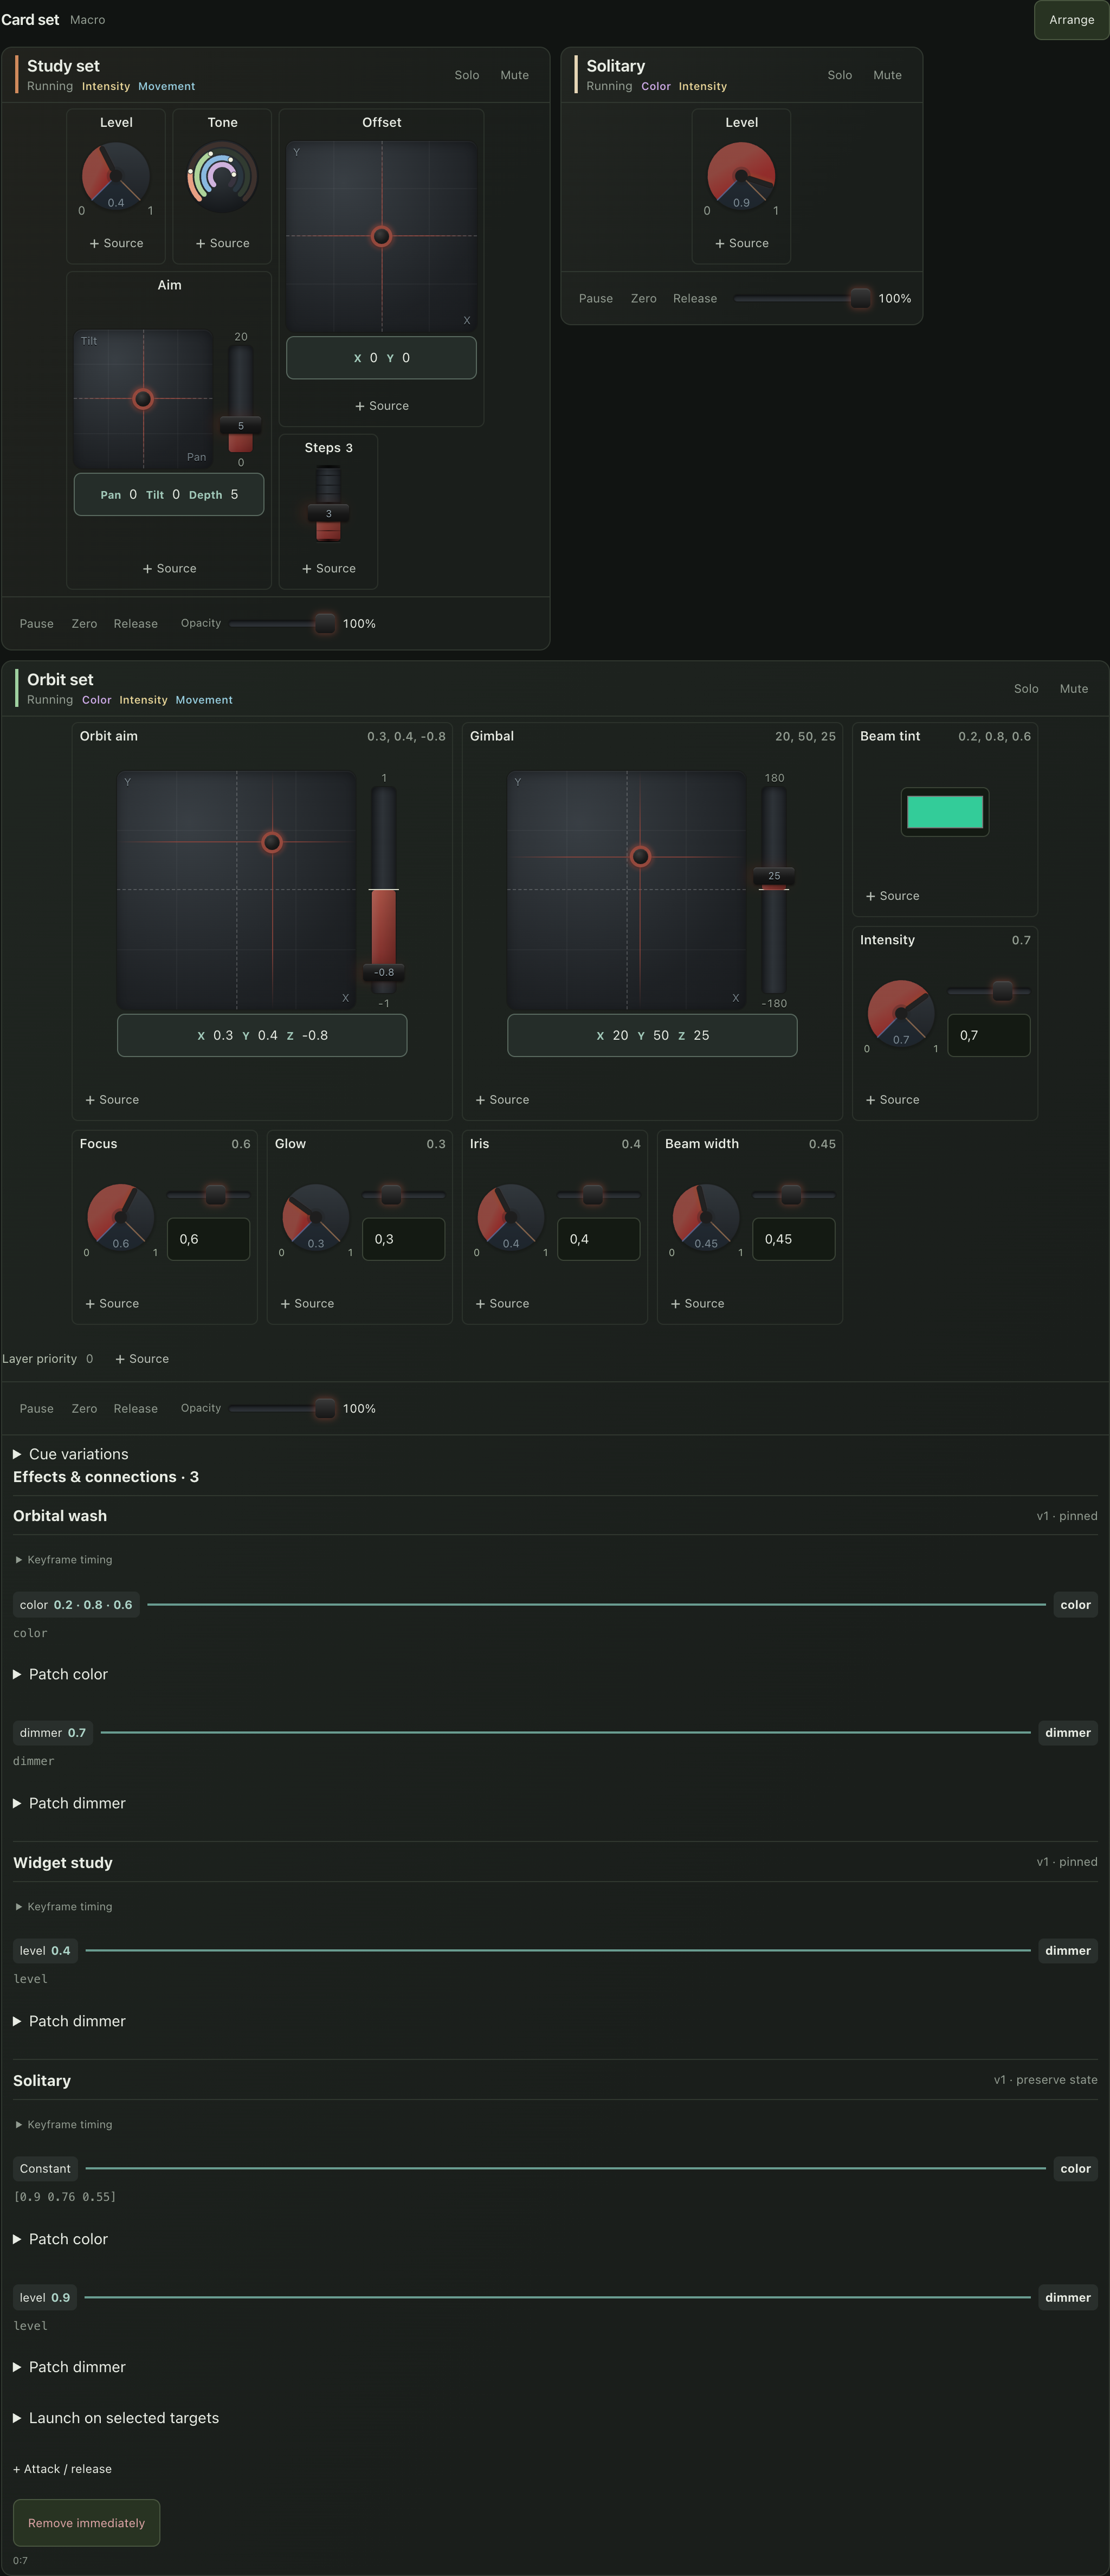 Card set Macro
Arrange
Study set
Running Intensity Movement
Solo Mute
Level
0.4
0 1
+ Source
Tone
+ Source
Offset
Y
X
X 0 Y 0
+ Source
Aim
Tilt
Pan
20
5
0
Pan 0 Tilt 0 Depth 5
+ Source
Steps 3
3
+ Source
Pause Zero Release Opacity 100%
Solitary
Running Color Intensity
Solo Mute
Level
0.9
0 1
+ Source
Pause Zero Release 100%
Orbit set
Running Color Intensity Movement
Solo Mute
Orbit aim 0.3, 0.4, -0.8
Y
X
1
-0.8
-1
X 0.3 Y 0.4 Z -0.8
+ Source
Gimbal 20, 50, 25
Y
X
180
25
-180
X 20 Y 50 Z 25
+ Source
Beam tint 0.2, 0.8, 0.6
+ Source
Intensity 0.7
0.7
0 1
0,7
+ Source
Focus 0.6
0.6
0 1
0,6
+ Source
Glow 0.3
0.3
0 1
0,3
+ Source
Iris 0.4
0.4
0 1
0,4
+ Source
Beam width 0.45
0.45
0 1
0,45
+ Source
Layer priority 0 + Source
Pause Zero Release Opacity 100%
Cue variations
Effects & connections · 3
Orbital wash v1 · pinned
Keyframe timing
color 0.2 · 0.8 · 0.6 color
color
Patch color
dimmer 0.7 dimmer
dimmer
Patch dimmer
Widget study v1 · pinned
Keyframe timing
level 0.4 dimmer
level
Patch dimmer
Solitary v1 · preserve state
Keyframe timing
Constant color
[0.9 0.76 0.55]
Patch color
level 0.9 dimmer
level
Patch dimmer
Launch on selected targets
+ Attack / release
Remove immediately
0:7